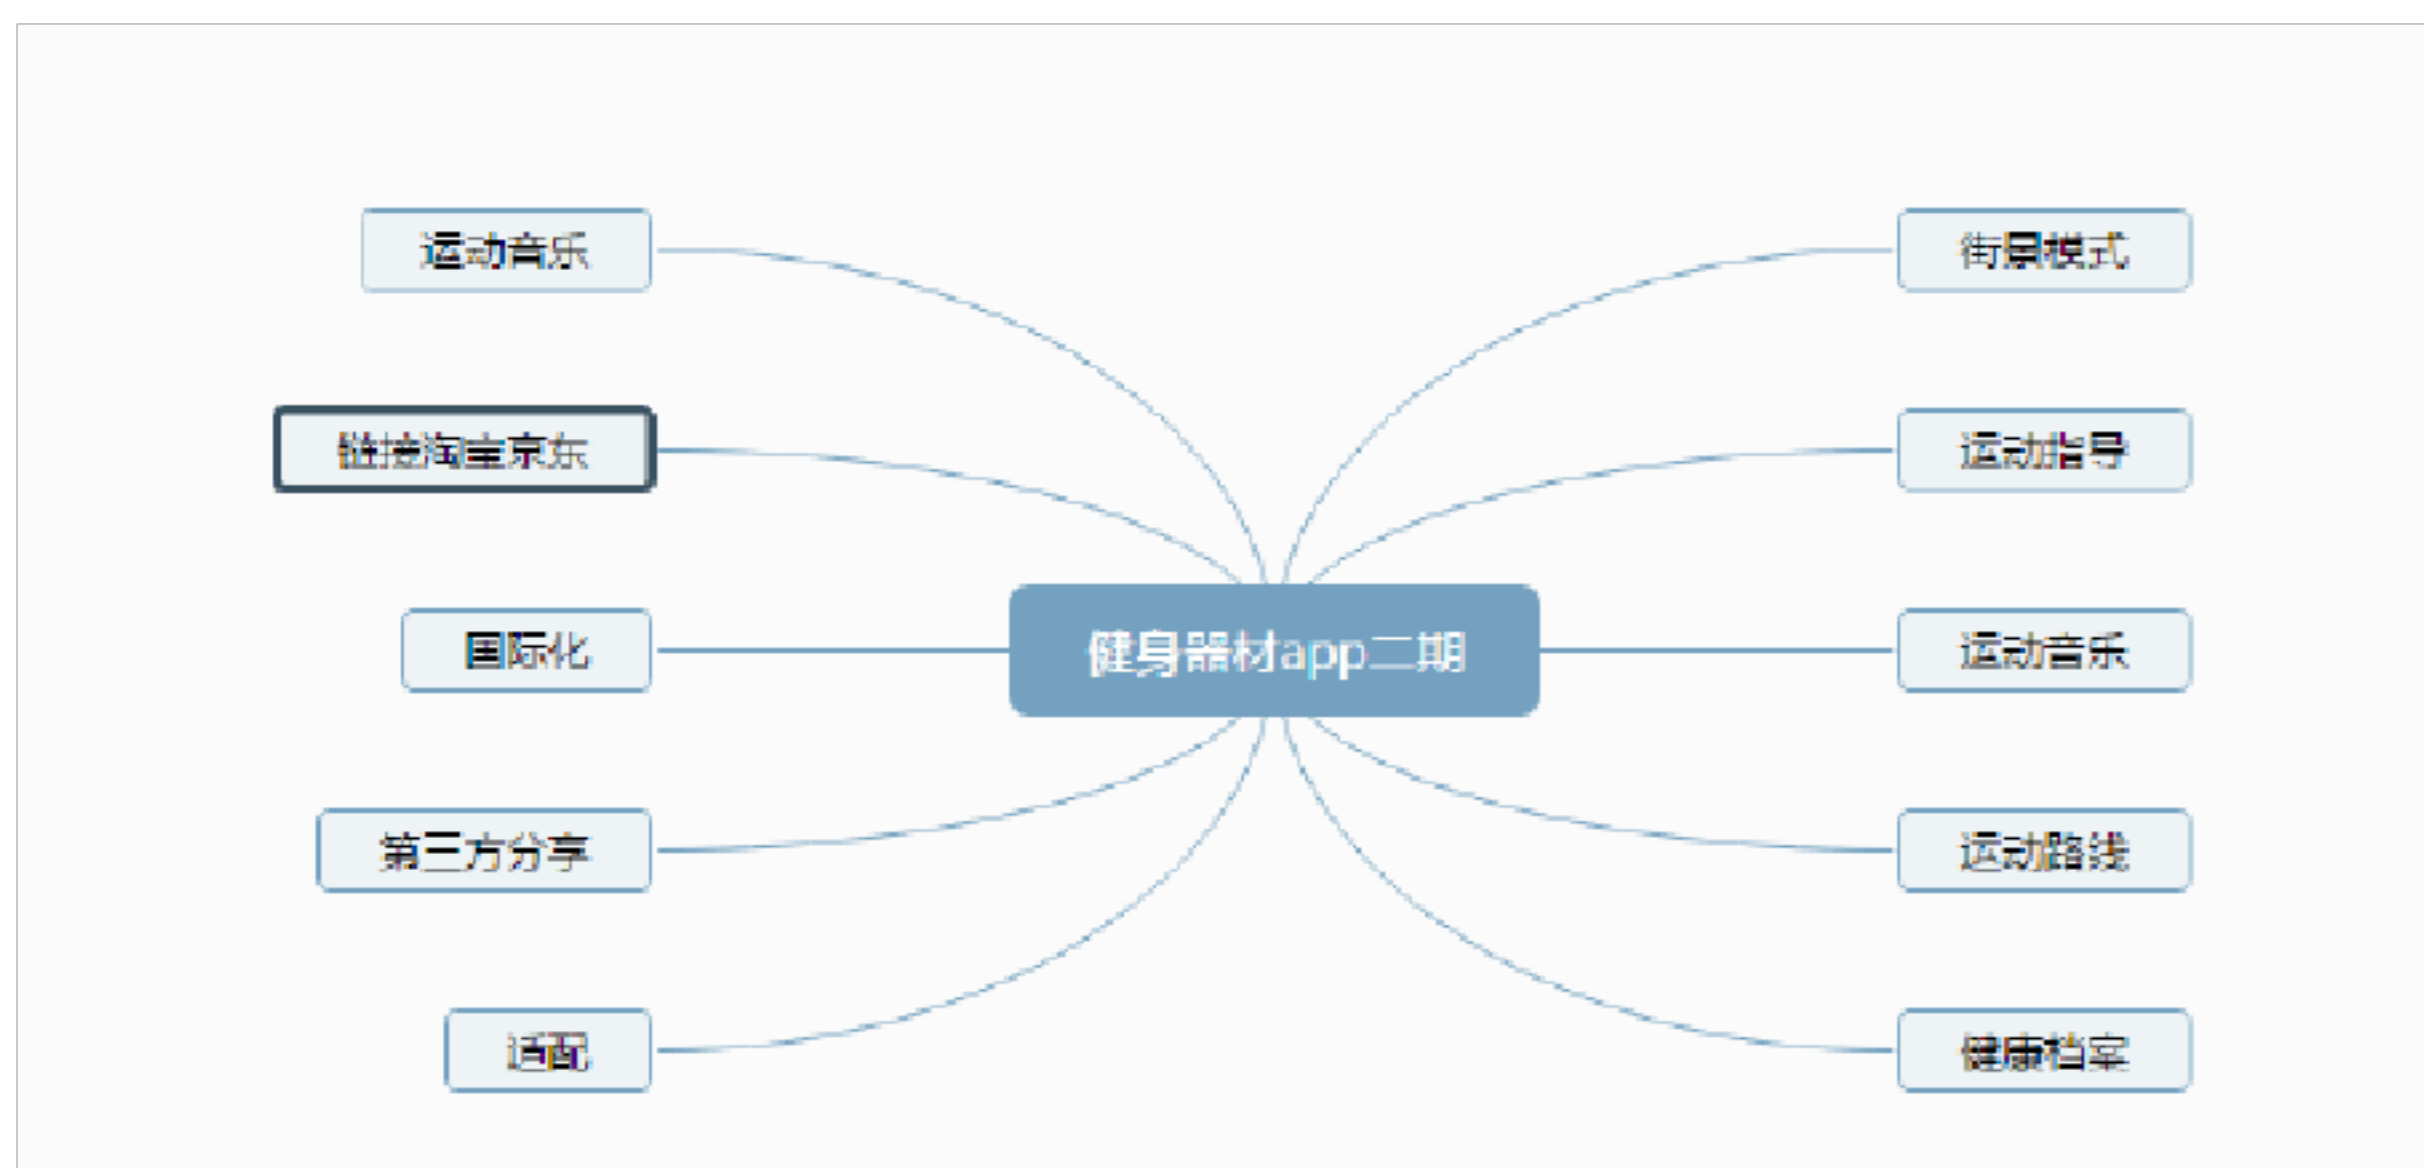 运动音乐
街景模式
链接淘宝京东
运动指导
国际化
健身器材app二期
运动音乐
第三方分享
运动路线
适配
健康档案